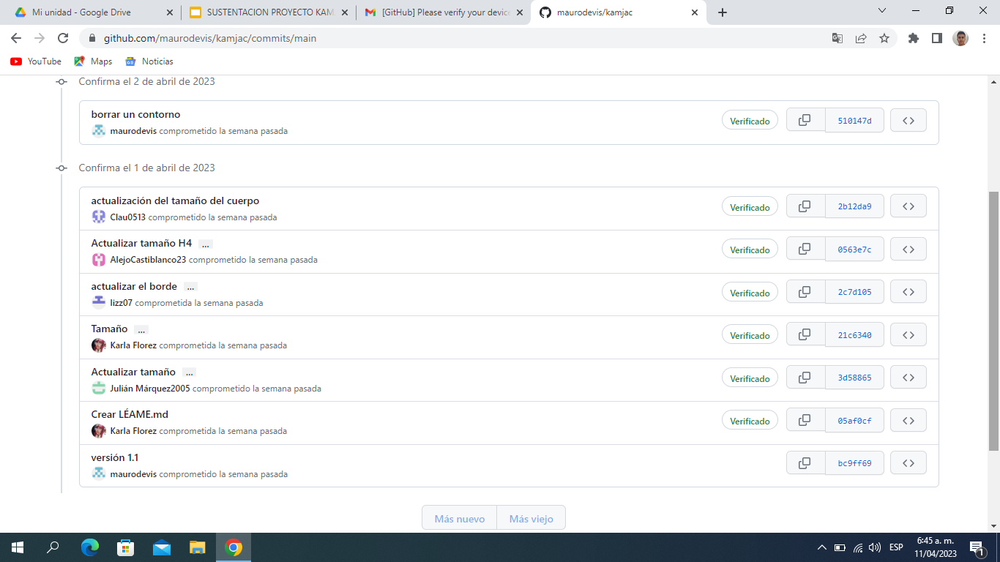 Mi unidad - Google Drive
SUSTENTACION PROYECTO KAM
[GitHub] Please verify your device
maurodevis/kamjac
github.com/maurodevis/kamjac/commits/main
YouTube
Maps
Noticias
Confirma el 2 de abril de 2023
borrar un contorno
maurodevis comprometido la semana pasada
Verificado
510147d
Confirma el 1 de abril de 2023
actualización del tamaño del cuerpo
Clau0513 comprometido la semana pasada
Verificado
2b12da9
Actualizar tamaño H4 ...
AlejoCastiblanco23 comprometido la semana pasada
Verificado
0563e7c
actualizar el borde ...
lizz07 comprometida la semana pasada
Verificado
2c7d105
Tamaño ...
Karla Florez comprometida la semana pasada
Verificado
21c6340
Actualizar tamaño ...
Julián Márquez2005 comprometido la semana pasada
Verificado
3d58865
Crear LÉAME.md
Karla Florez comprometida la semana pasada
Verificado
05af0cf
versión 1.1
maurodevis comprometido la semana pasada
bc9ff69
Más nuevo
Más viejo
ESP
6:45 a. m.
11/04/2023
1